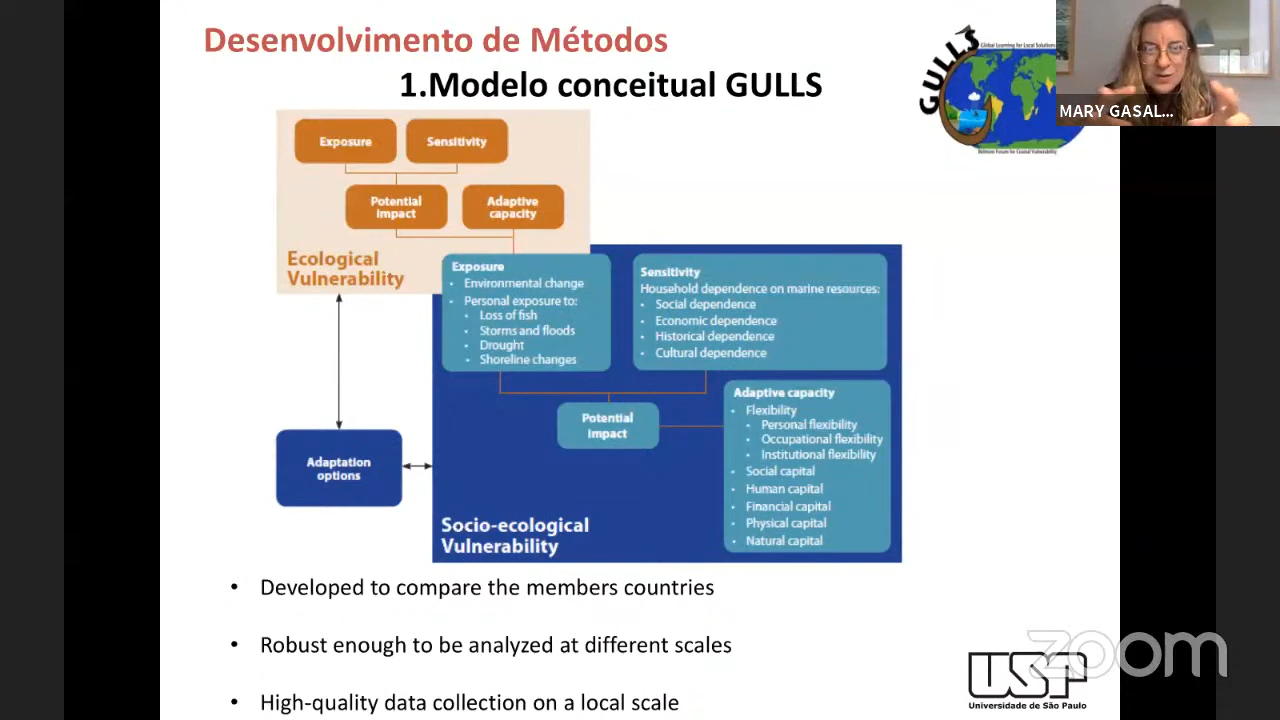 Desenvolvimento de Métodos
1.Modelo conceitual GULLS
GULLS
Global Learning for Local Solutions
MARY GASAL...
Exposure
Sensitivity
Potential
impact
Adaptive
capacity
Ecological
Vulnerability
Exposure
• Environmental change
• Personal exposure to:
• Loss of fish
• Storms and floods
• Drought
• Shoreline changes
Sensitivity
Household dependence on marine resources:
• Social dependence
• Economic dependence
• Historical dependence
• Cultural dependence
Potential
impact
Adaptive capacity
• Flexibility
• Personal flexibility
• Occupational flexibility
• Institutional flexibility
• Social capital
• Human capital
• Financial capital
• Physical capital
• Natural capital
Adaptation
options
Socio-ecological
Vulnerability
• Developed to compare the members countries
• Robust enough to be analyzed at different scales
• High-quality data collection on a local scale
zoom
USP
Universidade de São Paulo